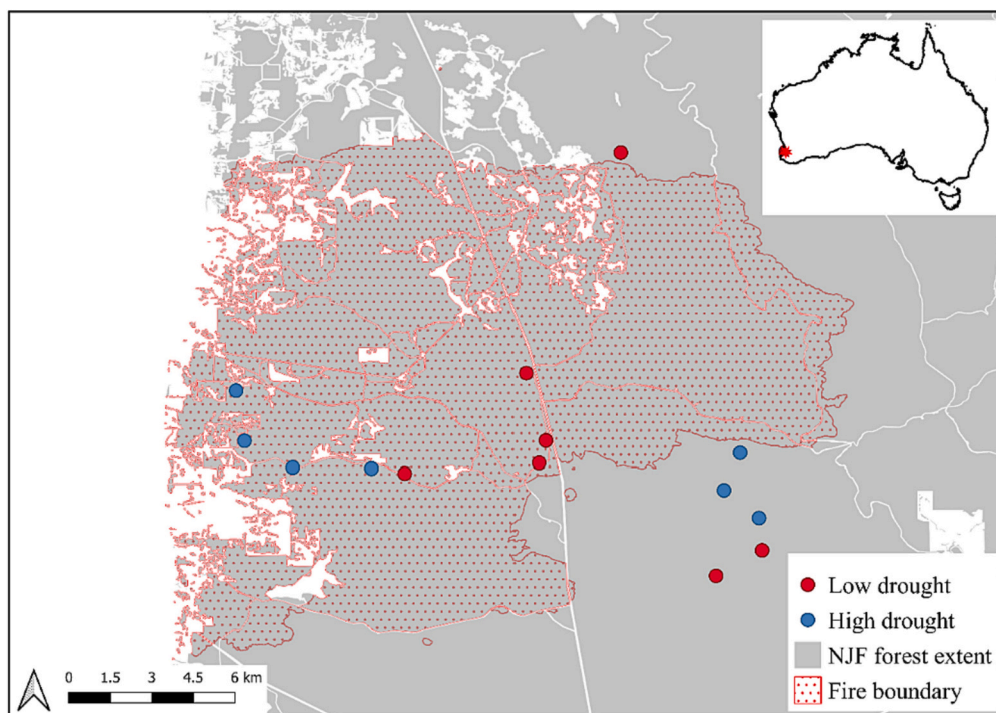 Low drought
High drought
NJF forest extent
Fire boundary
0 1.5 3 4.5 6 km